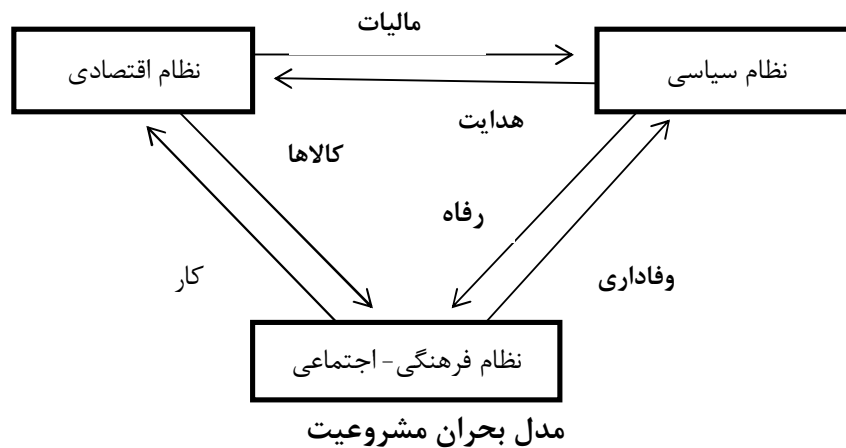 مالیات
نظام سیاسی
نظام اقتصادی
هدایت
کالاها
رفاه
وفاداری
کار
نظام فرهنگی- اجتماعی
مدل بحران مشروعیت